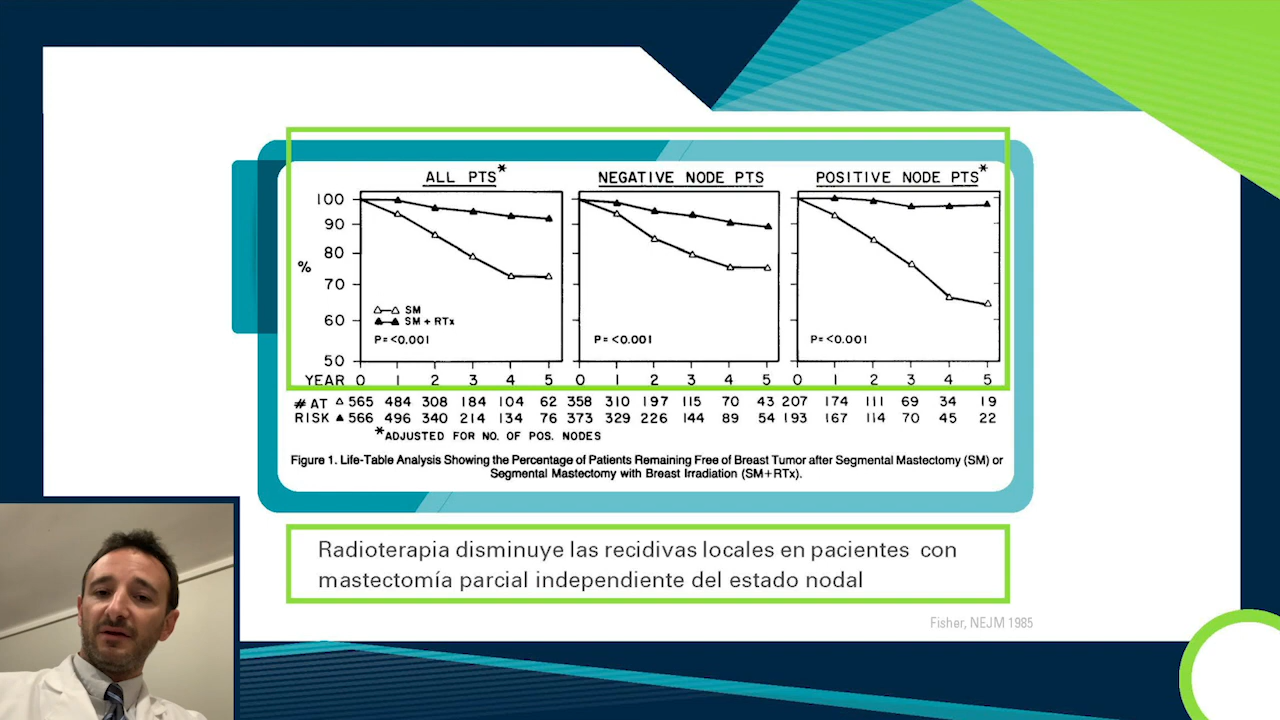 ALL PTS*
NEGATIVE NODE PTS
POSITIVE NODE PTS*
100
90
80
%
70
60
50
SM
SM + RTx
P=<0.001
P=<0.001
P=<0.001
YEAR 0 1 2 3 4 5 0 1 2 3 4 5 0 1 2 3 4 5
# AT 565 484 308 184 104 62 358 310 197 115 70 43 207 174 111 69 34 19
RISK 566 496 340 214 134 76 373 329 226 144 89 54 193 167 114 70 45 22
*ADJUSTED FOR NO. OF POS. NODES
Figure 1. Life-Table Analysis Showing the Percentage of Patients Remaining Free of Breast Tumor after Segmental Mastectomy (SM) or
Segmental Mastectomy with Breast Irradiation (SM+RTx).
Radioterapia disminuye las recidivas locales en pacientes con
mastectomía parcial independiente del estado nodal
Fisher, NEJM 1985